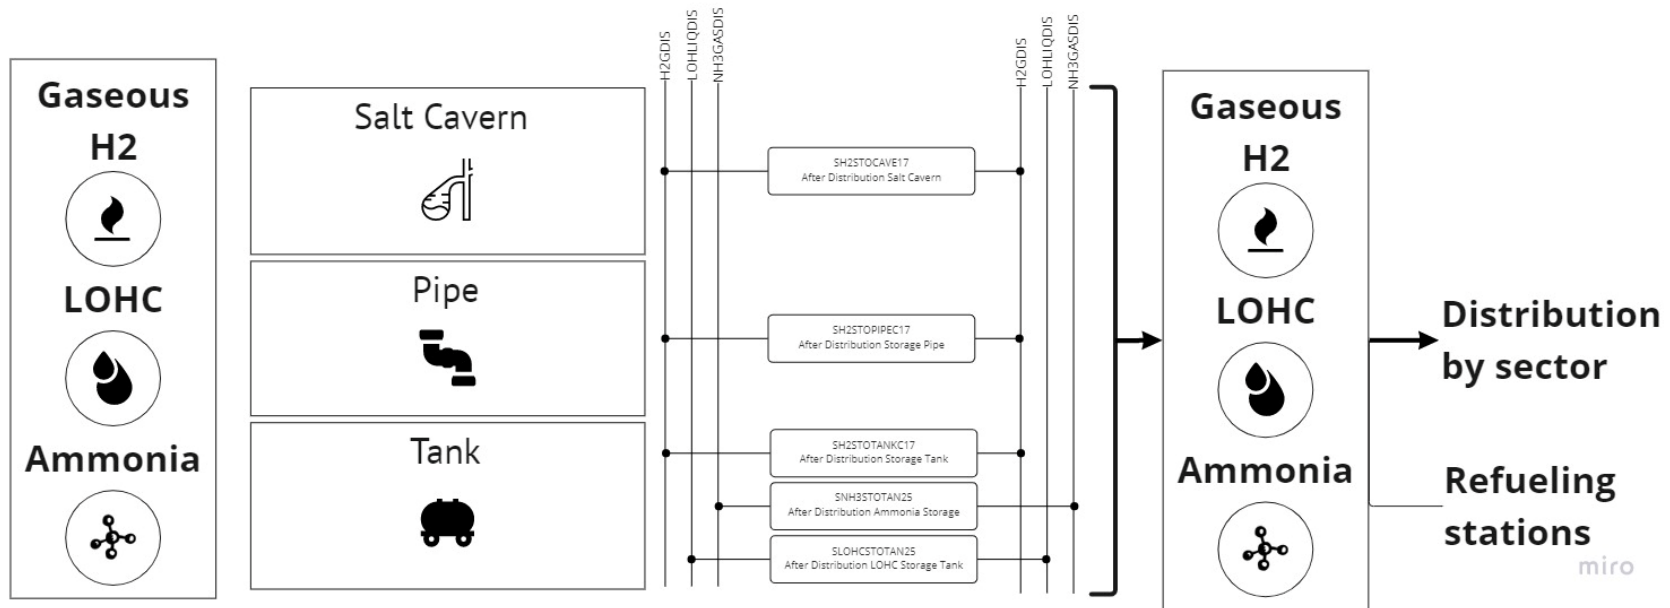 Gaseous
H2
LOHC
Ammonia
Salt Cavern
Pipe
Tank
H2GDIS
LOHLIQDIS
NH3GASDIS
SH2STOCAVE17
After Distribution Salt Cavern
SH2STOPIPEC17
After Distribution Storage Pipe
SH2STOTANKC17
After Distribution Storage Tank
SNH3STOTAN25
After Distribution Ammonia Storage
SLOHCSTOTAN25
After Distribution LOHC Storage Tank
H2GDIS
LOHLIQDIS
NH3GASDIS
Gaseous
H2
LOHC
Ammonia
Distribution
by sector
Refueling
stations
miro